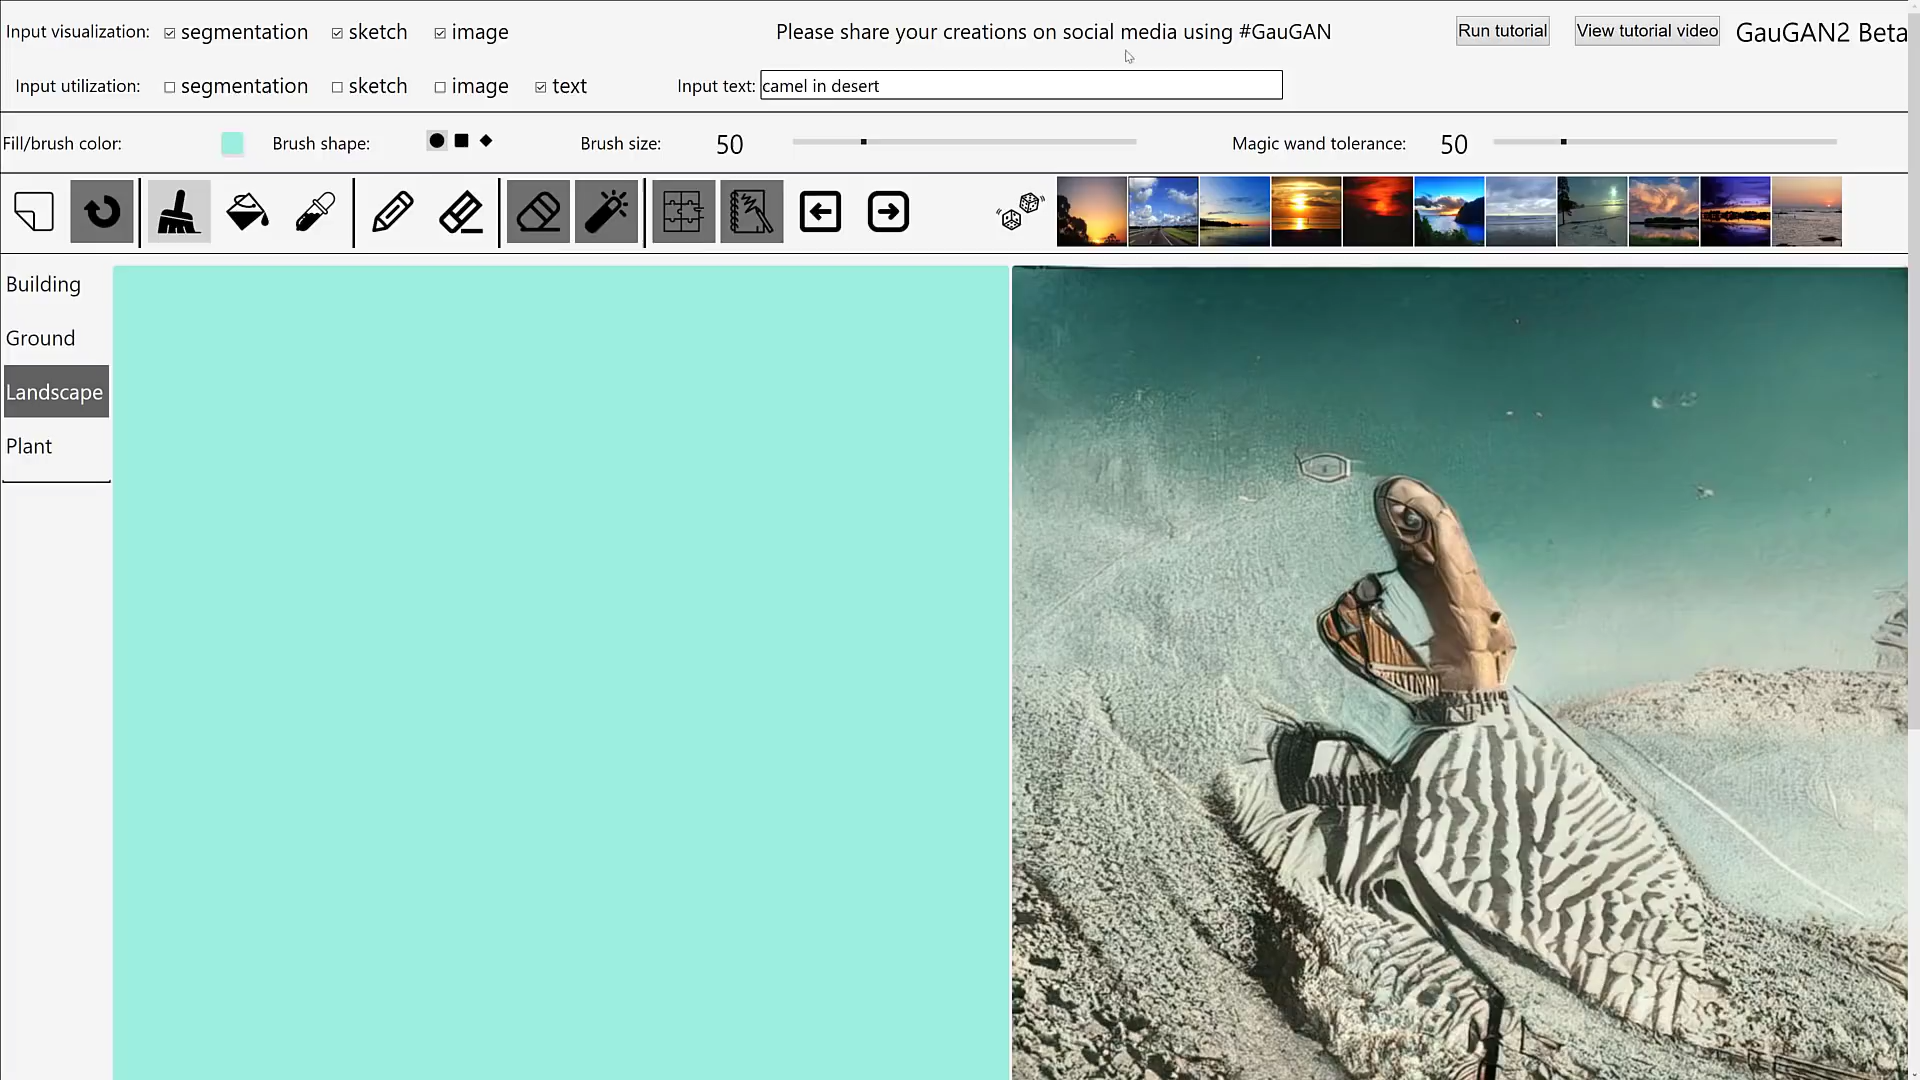 Input visualization: segmentation sketch image Please share your creations on social media using #GauGAN Run tutorial View tutorial video GauGAN2 Beta
Input utilization: segmentation sketch image text Input text: camel in desert
Fill/brush color: Brush shape: Brush size: 50 Magic wand tolerance: 50
Building
Ground
Landscape
Plant